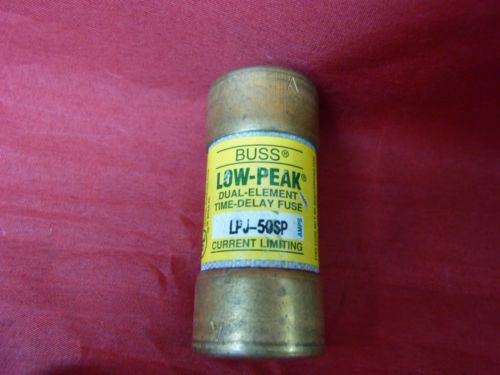 BUSS®
LOW-PEAK®
DUAL-ELEMENT
TIME-DELAY FUSE
LPJ-50SP
AMPS
CURRENT LIMITING